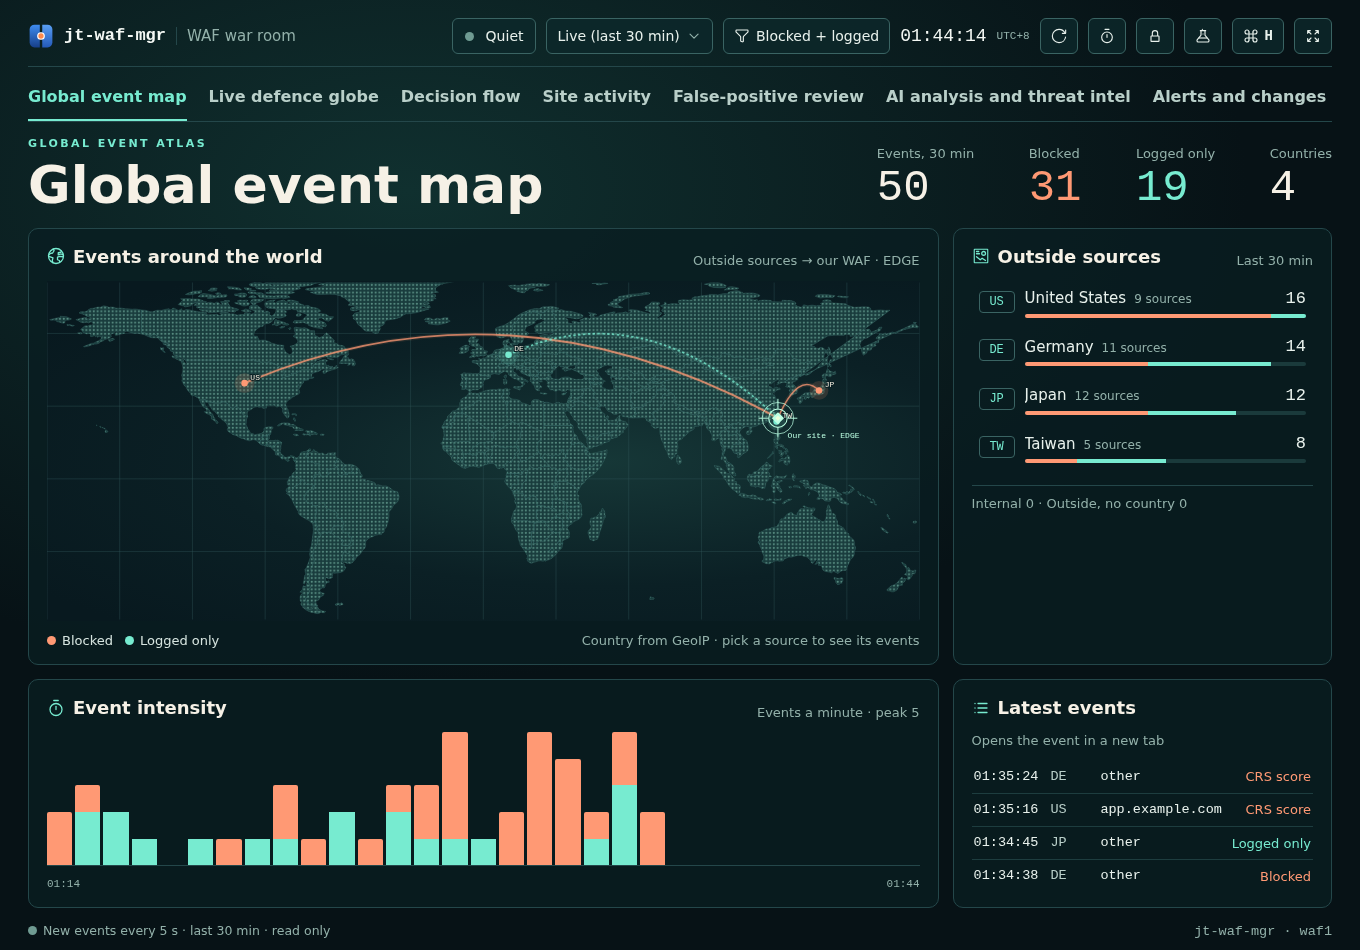 jt-waf-mgr WAF war room Quiet Live (last 30 min) Blocked + logged 01:44:14 UTC+8 ⌘ H
Global event map Live defence globe Decision flow Site activity False-positive review AI analysis and threat intel Alerts and changes
GLOBAL EVENT ATLAS
Global event map
Events, 30 min Blocked Logged only Countries
50 31 19 4
Events around the world Outside sources → our WAF · EDGE
US
DE
JP
Our site · EDGE
Blocked Logged only Country from GeoIP · pick a source to see its events
Outside sources Last 30 min
US United States 9 sources 16
DE Germany 11 sources 14
JP Japan 12 sources 12
TW Taiwan 5 sources 8
Internal 0 · Outside, no country 0
Event intensity Events a minute · peak 5
01:14 01:44
Latest events
Opens the event in a new tab
01:35:24 DE other CRS score
01:35:16 US app.example.com CRS score
01:34:45 JP other Logged only
01:34:38 DE other Blocked
New events every 5 s · last 30 min · read only jt-waf-mgr · waf1